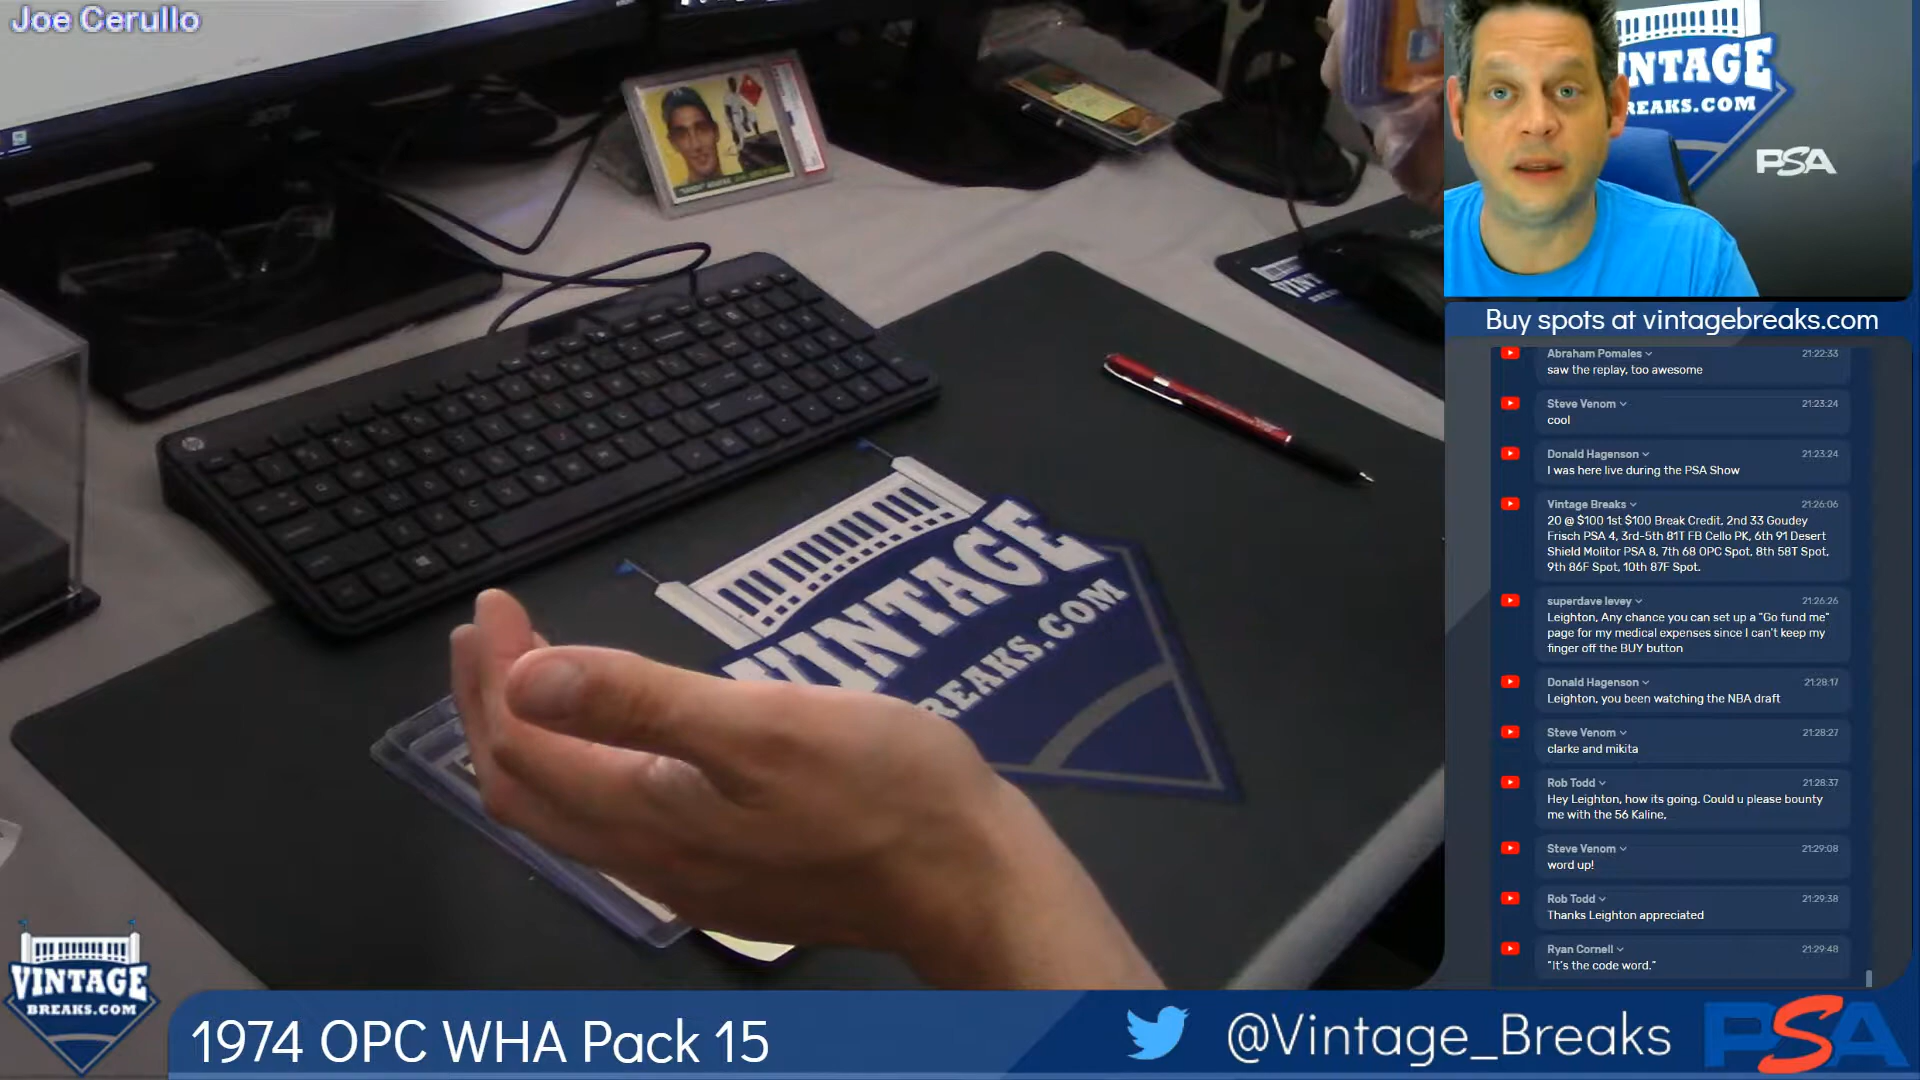 Joe Cerullo
VINTAGE
BREAKS.COM
PSA
Buy spots at vintagebreaks.com
Abraham Pomales 21:22:33
saw the replay, too awesome
Steve Venom 21:23:24
cool
Donald Hagenson 21:23:24
I was here live during the PSA Show
Vintage Breaks 21:26:06
20 @ $100 1st $100 Break Credit, 2nd 33 Goudey
Frisch PSA 4, 3rd-5th 81T FB Cello PK, 6th 91 Desert
Shield Molitor PSA 8, 7th 68 OPC Spot, 8th 58T Spot,
9th 86F Spot, 10th 87F Spot.
superdave levey 21:26:26
Leighton, Any chance you can set up a "Go fund me"
page for my medical expenses since I can't keep my
finger off the BUY button
Donald Hagenson 21:28:17
Leighton, you been watching the NBA draft
Steve Venom 21:28:27
clarke and mikita
Rob Todd 21:28:37
Hey Leighton, how its going. Could u please bounty
me with the 56 Kaline.
Steve Venom 21:29:08
word up!
Rob Todd 21:29:38
Thanks Leighton appreciated
Ryan Cornell 21:29:48
"It's the code word."
VINTAGE
REAKS.COM
VINTAGE
BREAKS.COM
1974 OPC WHA Pack 15
@Vintage_Breaks
PSA